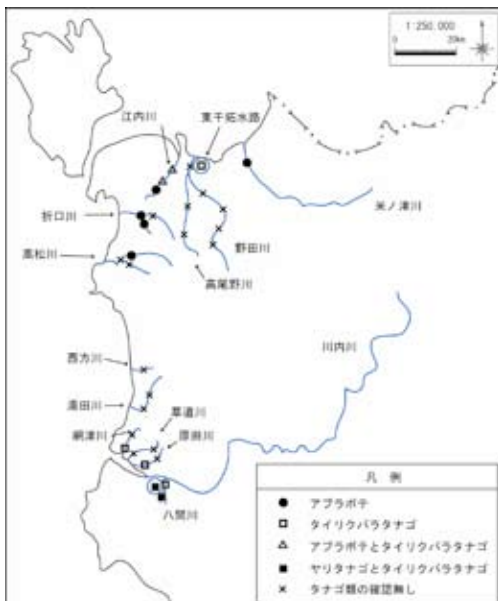 1:250,000
0 20km
江内川
東干拓水路
米ノ津川
折口川
野田川
高松川
高尾野川
川内川
西方川
湯田川
草道川
網津川
八間川
凡 例
アブラボテ
タイリクバラタナゴ
アブラボテとタイリクバラタナゴ
ヤリタナゴとタイリクバラタナゴ
タナゴ類の確認無し